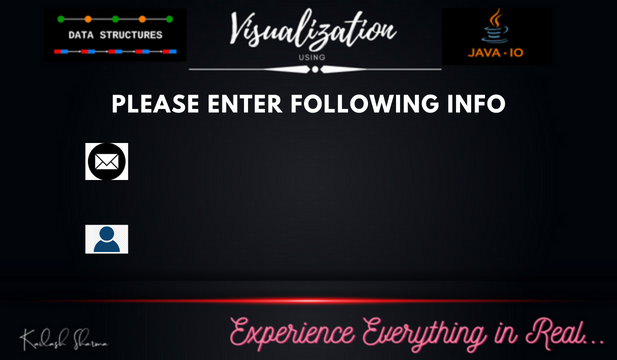 DATA STRUCTURES
Visualization
USING
JAVA-IO
PLEASE ENTER FOLLOWING INFO
Kailash Sharma
Experience Everything in Real...